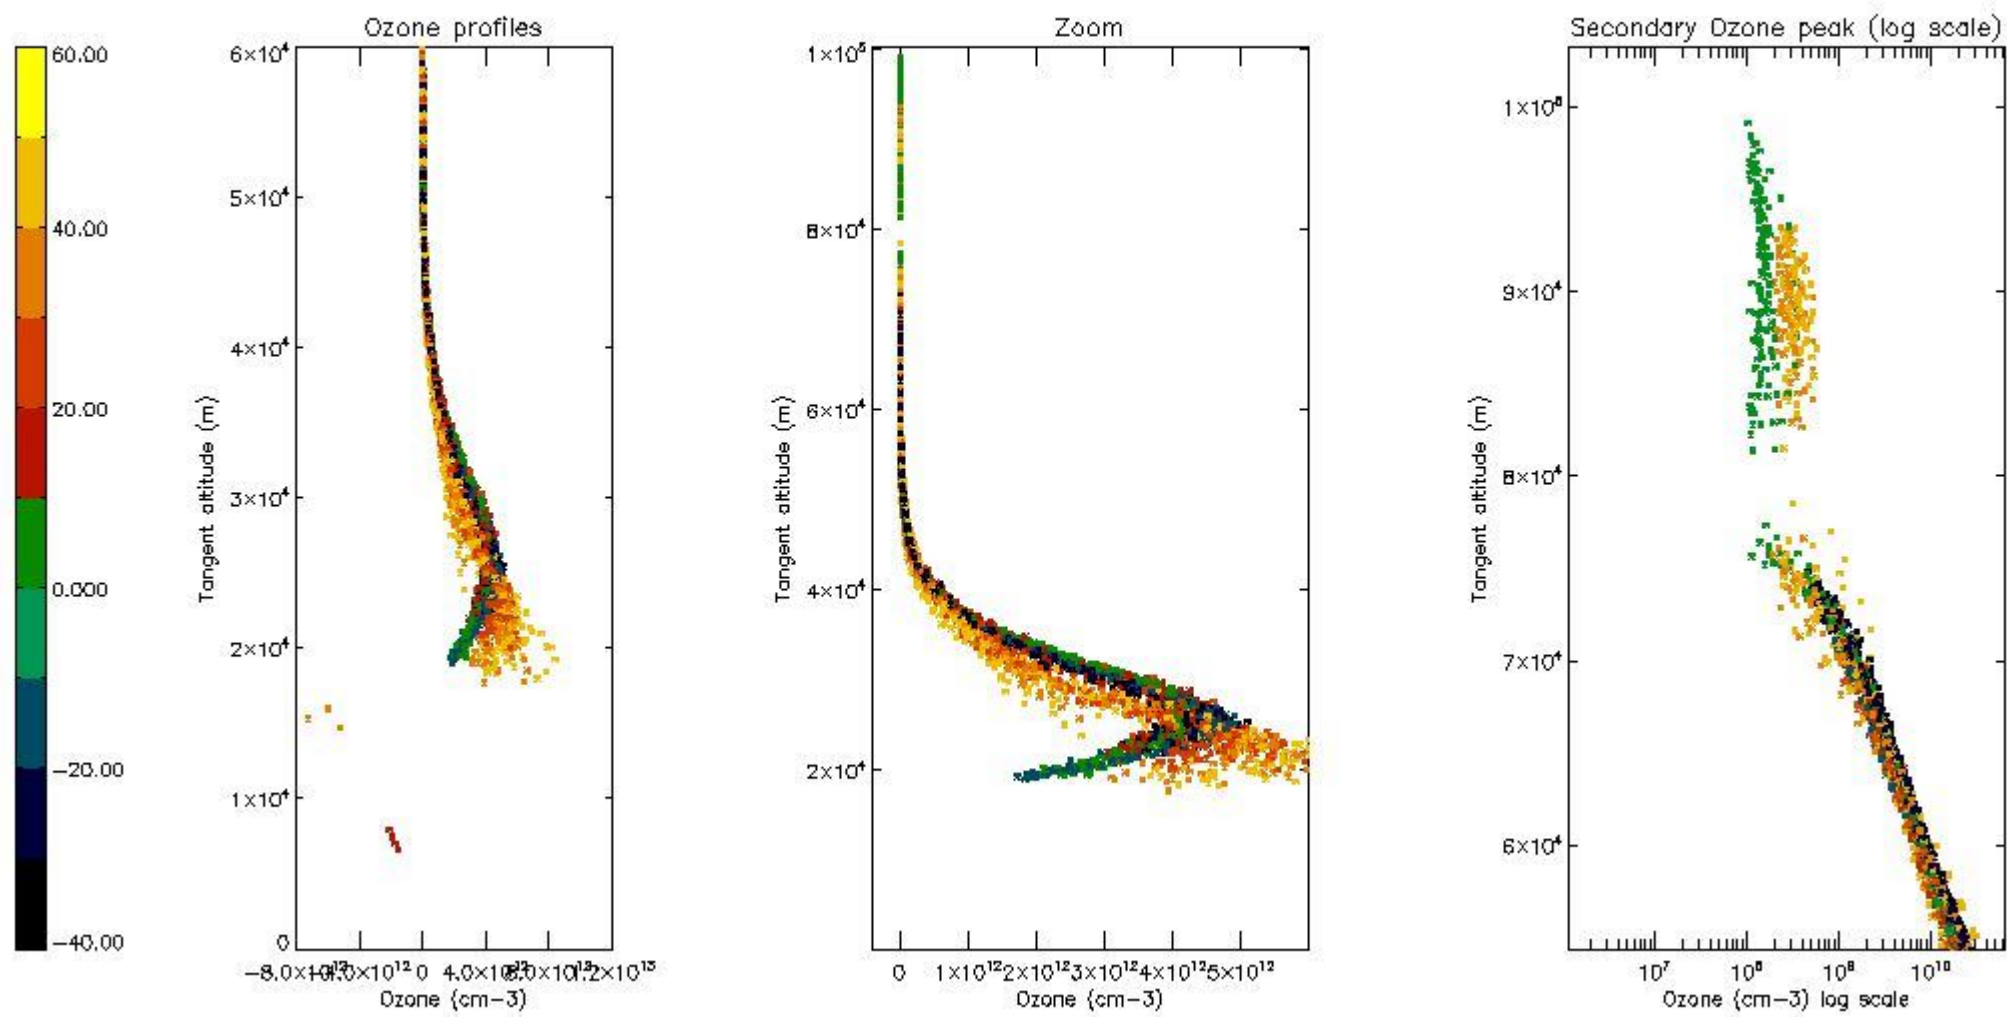 Ozone profiles
Zoom
Secondary Ozone peak (log scale)
60.00
40.00
20.00
0.000
-20.00
-40.00
6×10⁴
5×10⁴
4×10⁴
3×10⁴
2×10⁴
1×10⁴
0
Tangent altitude (m)
4.0×10¹²
1.2×10¹³
0
Ozone (cm-3)
1×10⁵
8×10⁴
6×10⁴
4×10⁴
2×10⁴
Tangent altitude (m)
0 1×10¹² 2×10¹² 3×10¹² 4×10¹² 5×10¹²
Ozone (cm-3)
9×10⁴
8×10⁴
7×10⁴
6×10⁴
Tangent altitude (m)
10⁷ 10⁸ 10⁹ 10¹⁰
Ozone (cm-3) log scale